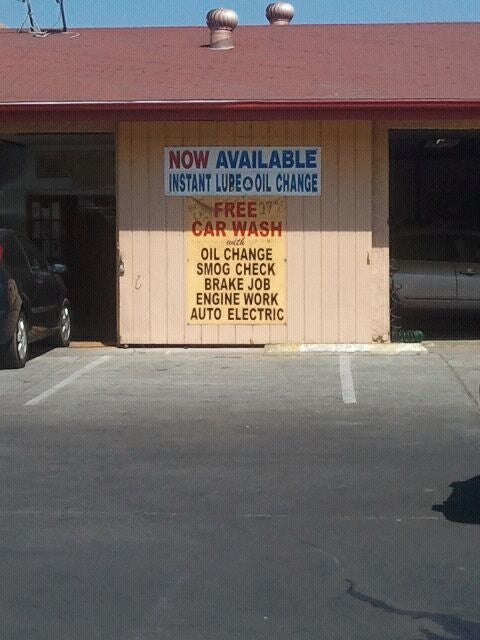 NOW AVAILABLE
INSTANT LUBE & OIL CHANGE
FREE
CAR WASH
with
OIL CHANGE
SMOG CHECK
BRAKE JOB
ENGINE WORK
AUTO ELECTRIC